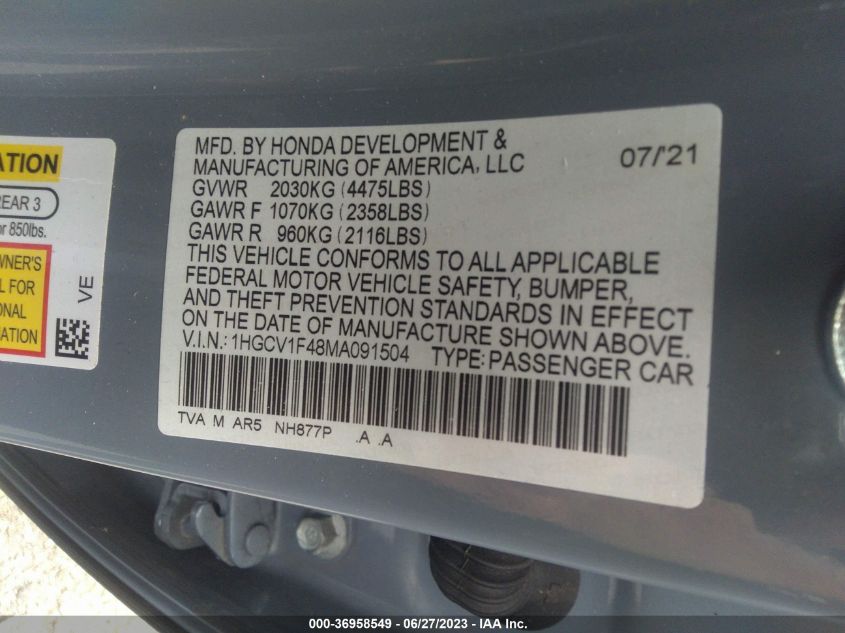 ATION
REAR 3
or 850lbs.
WNER'S
L FOR
ONAL
MATION
VE
MFD. BY HONDA DEVELOPMENT &
MANUFACTURING OF AMERICA, LLC 07/'21
GVWR 2030KG (4475LBS)
GAWR F 1070KG (2358LBS)
GAWR R 960KG (2116LBS)
THIS VEHICLE CONFORMS TO ALL APPLICABLE
FEDERAL MOTOR VEHICLE SAFETY, BUMPER,
AND THEFT PREVENTION STANDARDS IN EFFECT
ON THE DATE OF MANUFACTURE SHOWN ABOVE.
V.I.N.: 1HGCV1F48MA091504 TYPE: PASSENGER CAR
TVA M AR5 NH877P .A .A
000-36958549 - 06/27/2023 - IAA Inc.